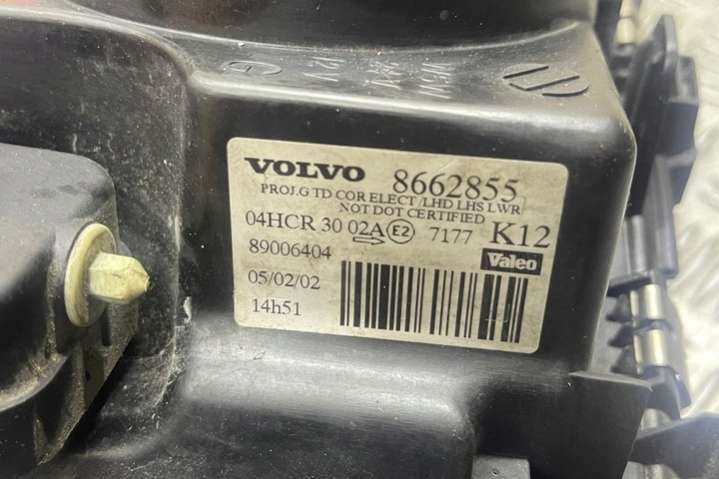 VOLVO 8662855
PROJ.G TD COR ELECT /LHD LHS LWR
NOT DOT CERTIFIED
04HCR 30 02A E2 7177 K12
89006404 Valeo
05/02/02
14h51
12V